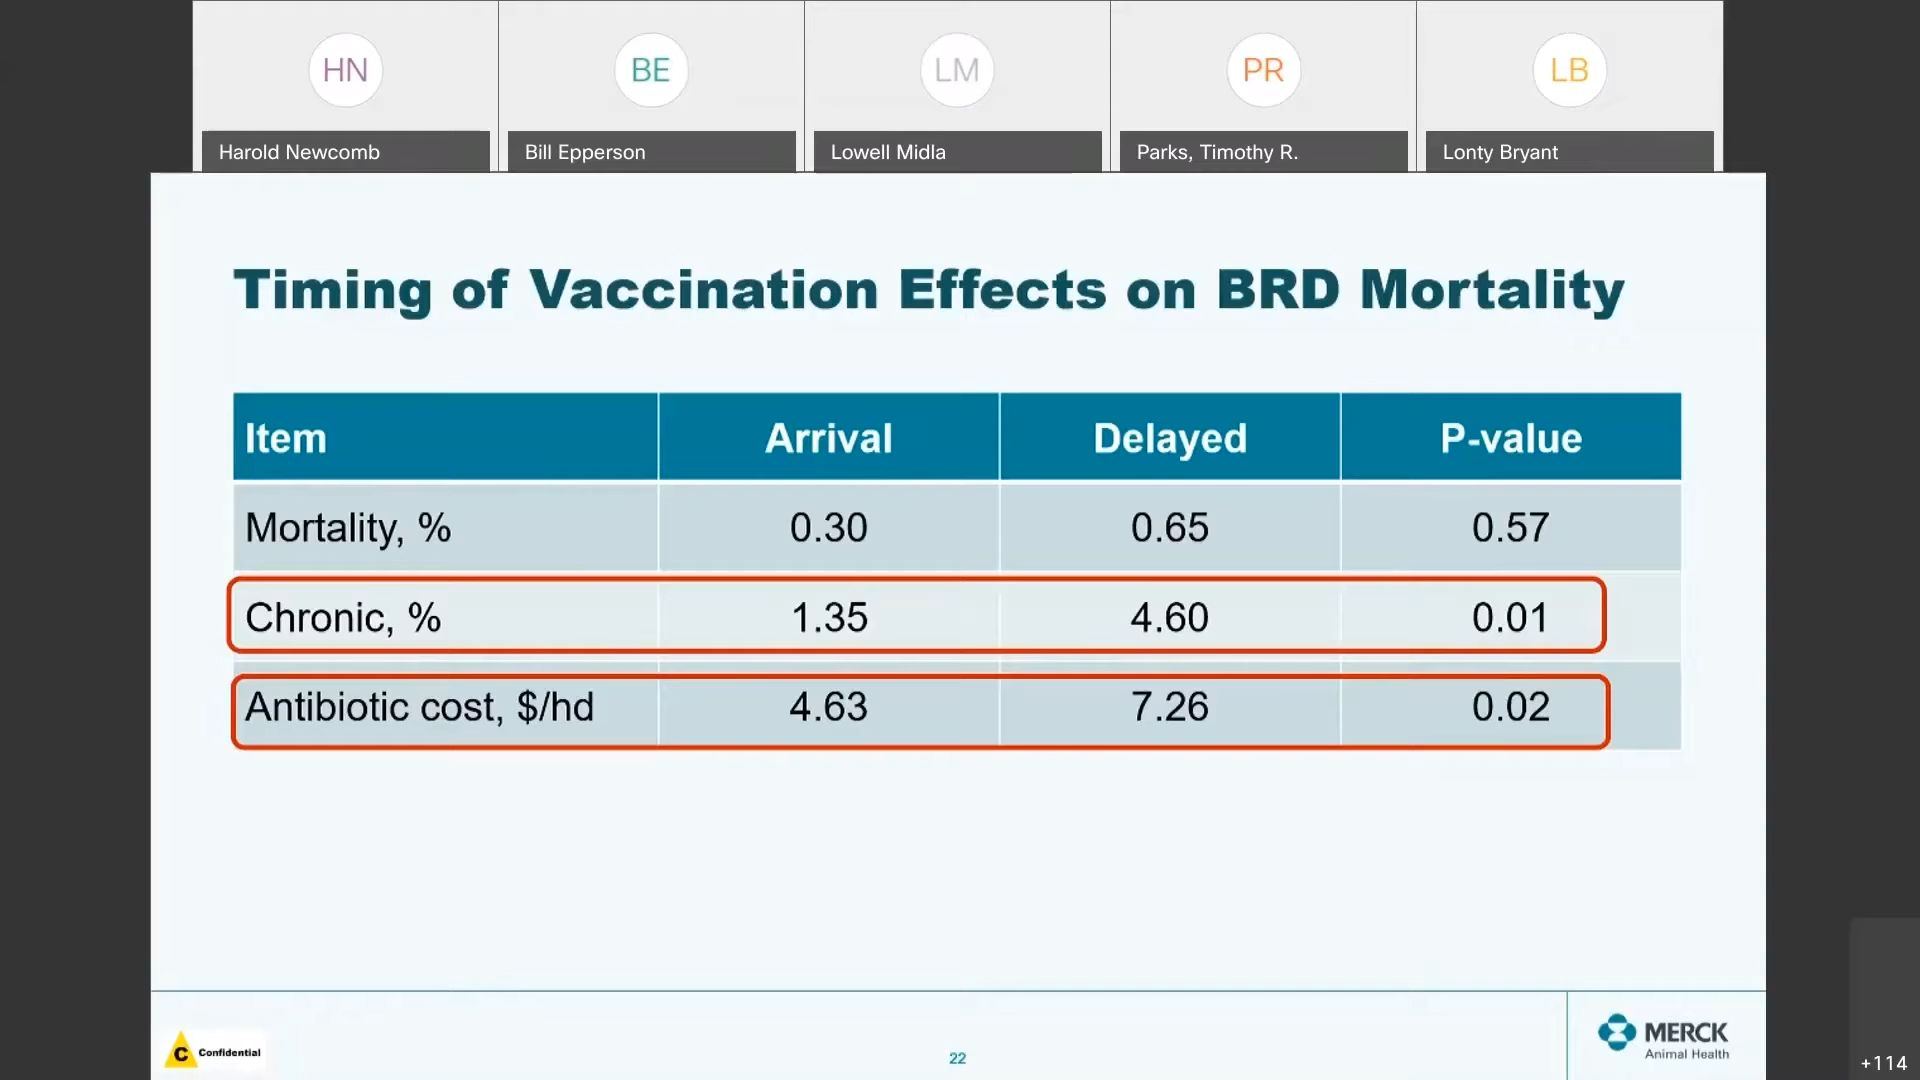 HN BE LM PR LB
Harold Newcomb Bill Epperson Lowell Midla Parks, Timothy R. Lonty Bryant
Timing of Vaccination Effects on BRD Mortality
Item Arrival Delayed P-value
Mortality, % 0.30 0.65 0.57
Chronic, % 1.35 4.60 0.01
Antibiotic cost, $/hd 4.63 7.26 0.02
C Confidential
22
MERCK
Animal Health
+114